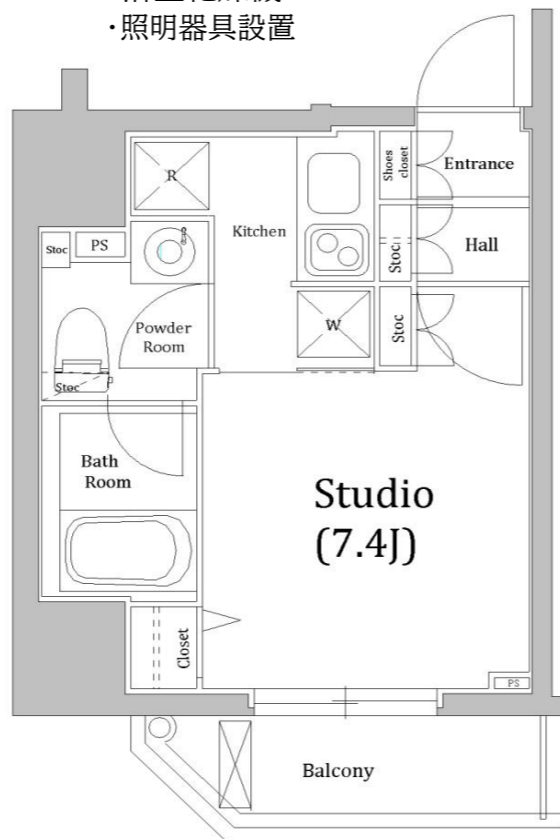 ・照明器具設置
Shoes
closet
Entrance
R
Kitchen
Stoc
PS
Stoc
Hall
Powder
Room
W
Stoc
Stoc
Bath
Room
Studio
(7.4J)
Closet
PS
Balcony